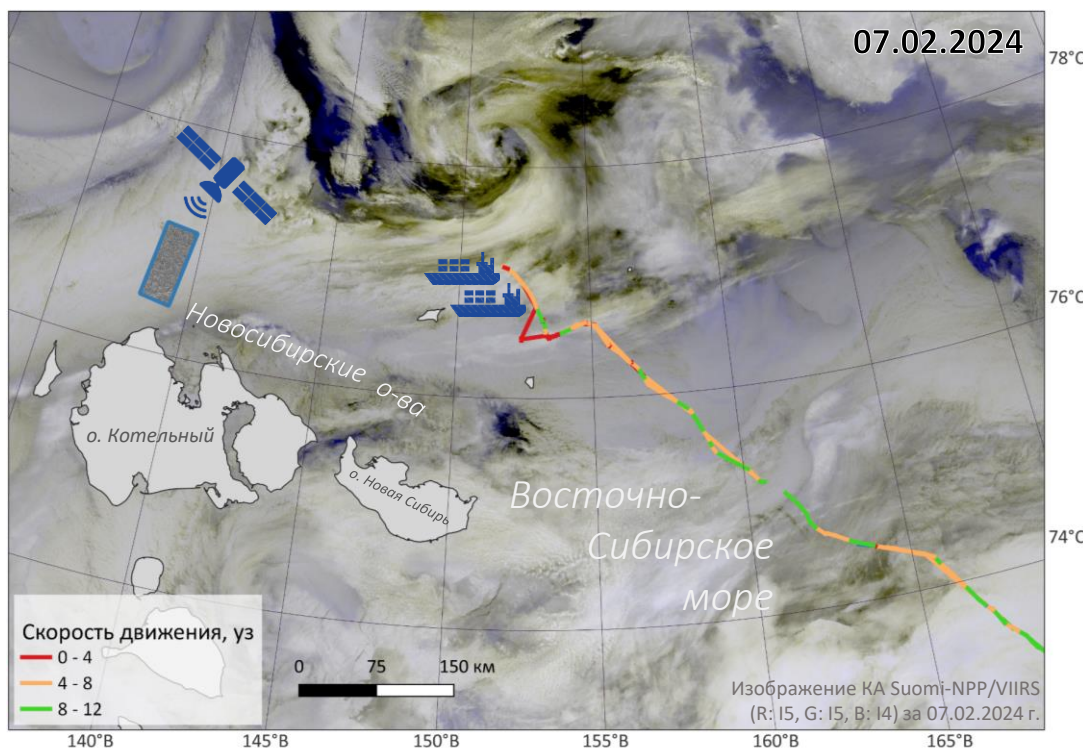 07.02.2024
78°С
76°С
74°С
Новосибирские о-ва
о. Котельный
о. Новая Сибирь
Восточно-
Сибирское
море
Скорость движения, уз
0 - 4
4 - 8
8 - 12
0 75 150 км
Изображение КА Suomi-NPP/VIIRS
(R: I5, G: I5, B: I4) за 07.02.2024 г.
140°В 145°В 150°В 155°В 160°В 165°В